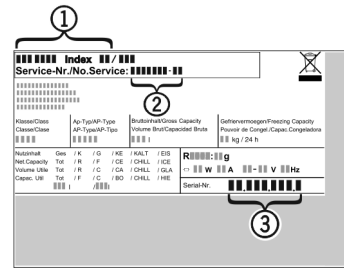 1
Index /
Service-Nr./No.Service: -
2
Klasse/Class
Classe/Clase
Ap-Typ/AP-Type
AP-Type/AP-Tipo
Bruttoinhalt/Gross Capacity
Volume Brut/Capacidad Bruta
I
Gefriervermoegen/Freezing Capacity
Pouvoir de Congel./Capac.Congeladora
kg / 24 h
Nutzinhalt Ges / K / G / KE / KALT / EIS
Net.Capacity Tot / R / F / CE / CHILL / ICE
Volume Utile Tot / R / C / CA / CHILL / GLA
Capac. Util Tot / F / C / BO / CHILL / HIE
I / I
R : g
W A - V Hz
Serial-Nr. . . .
3